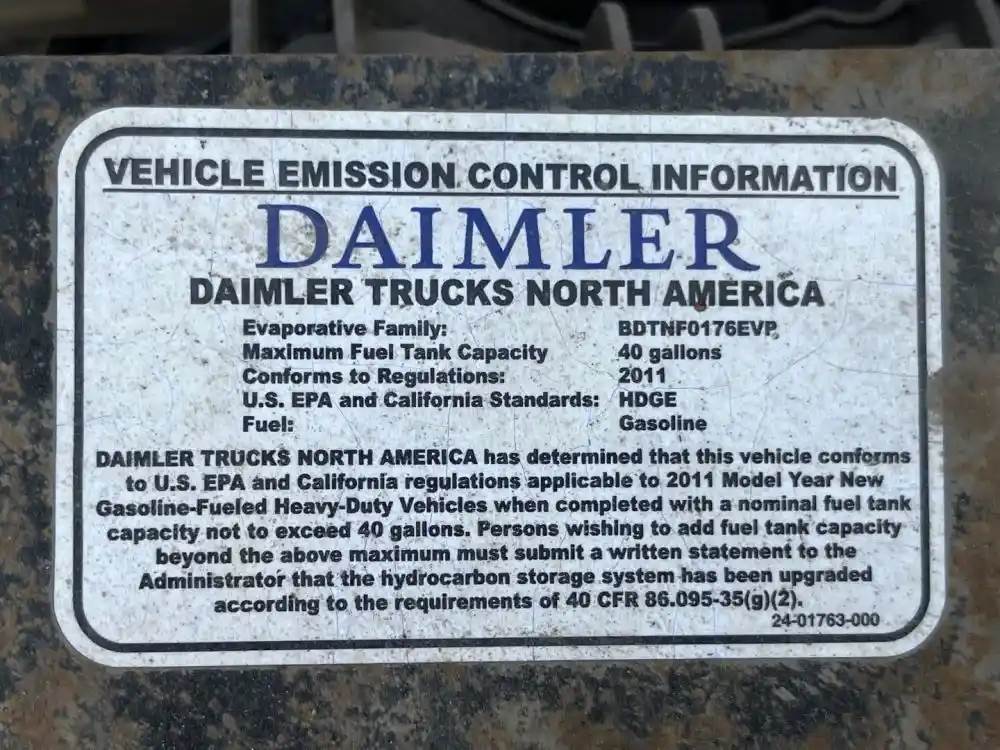 VEHICLE EMISSION CONTROL INFORMATION
DAIMLER
DAIMLER TRUCKS NORTH AMERICA
Evaporative Family: BDTNF0176EVP
Maximum Fuel Tank Capacity 40 gallons
Conforms to Regulations: 2011
U.S. EPA and California Standards: HDGE
Fuel: Gasoline
DAIMLER TRUCKS NORTH AMERICA has determined that this vehicle conforms
to U.S. EPA and California regulations applicable to 2011 Model Year New
Gasoline-Fueled Heavy-Duty Vehicles when completed with a nominal fuel tank
capacity not to exceed 40 gallons. Persons wishing to add fuel tank capacity
beyond the above maximum must submit a written statement to the
Administrator that the hydrocarbon storage system has been upgraded
according to the requirements of 40 CFR 86.095-35(g)(2).
24-01763-000